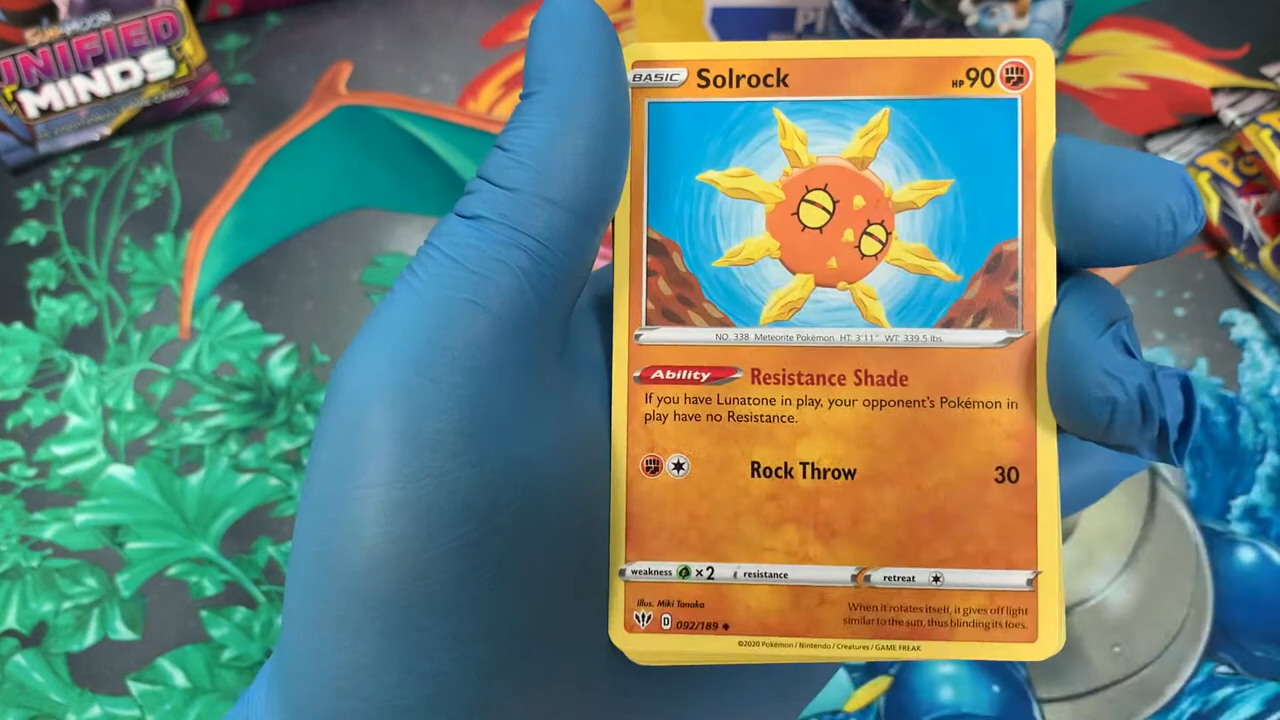 SUN & MOON
UNIFIED
MINDS
BASIC Solrock HP 90
NO. 338 Meteorite Pokémon HT: 3'11" WT: 339.5 lbs.
Ability Resistance Shade
If you have Lunatone in play, your opponent's Pokémon in
play have no Resistance.
Rock Throw 30
weakness ×2 resistance retreat
Illus. Miki Tanaka
D 092/189
When it rotates itself, it gives off light
similar to the sun, thus blinding its foes.
©2020 Pokémon / Nintendo / Creatures / GAME FREAK